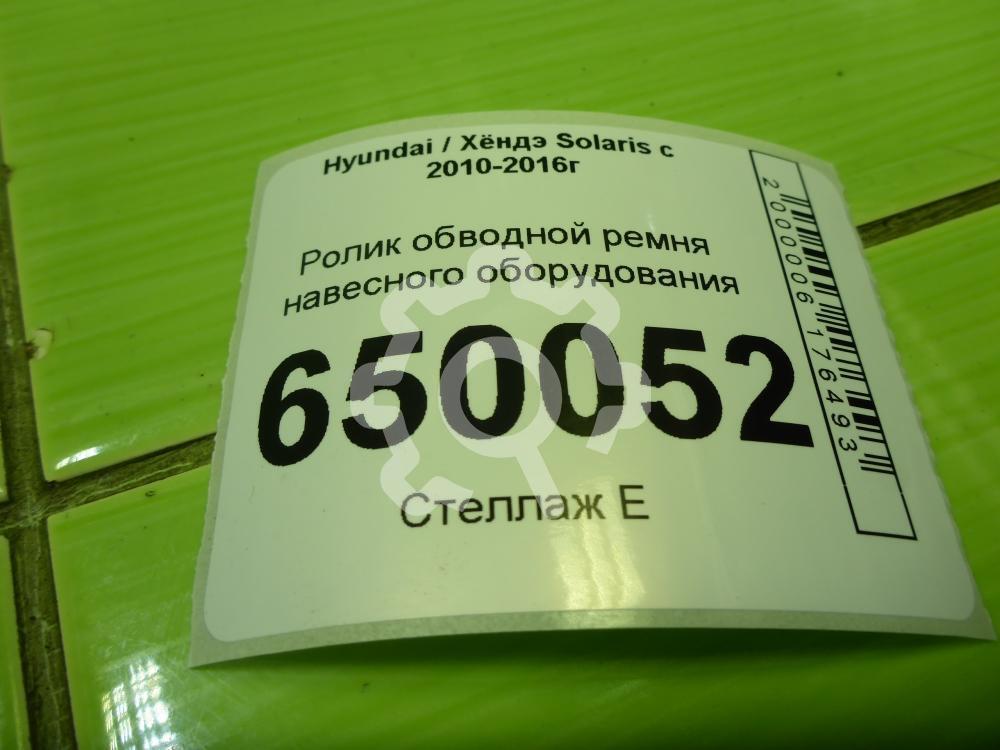 Hyundai / Хёндэ Solaris с
2010-2016г
Ролик обводной ремня
навесного оборудования
650052
Стеллаж Е
2000006176493